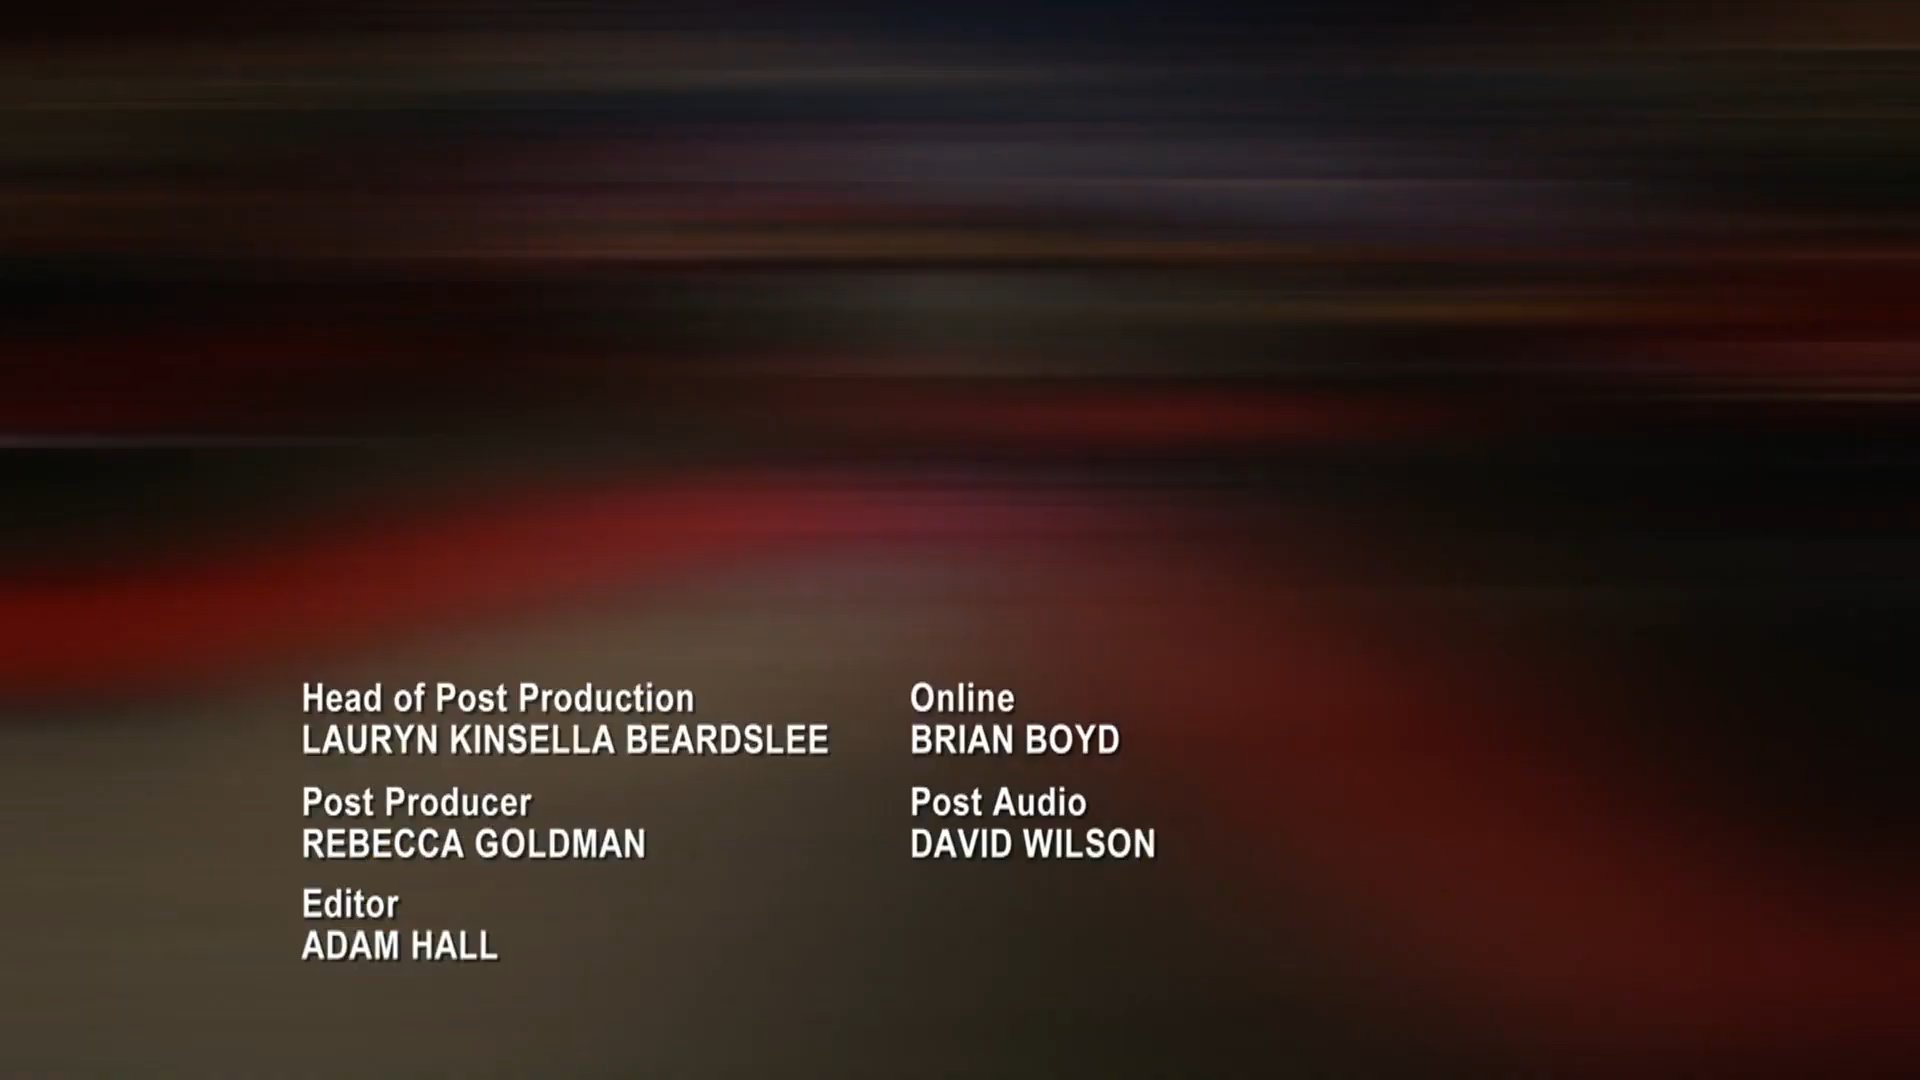 Head of Post Production
LAURYN KINSELLA BEARDSLEE
Post Producer
REBECCA GOLDMAN
Editor
ADAM HALL
Online
BRIAN BOYD
Post Audio
DAVID WILSON